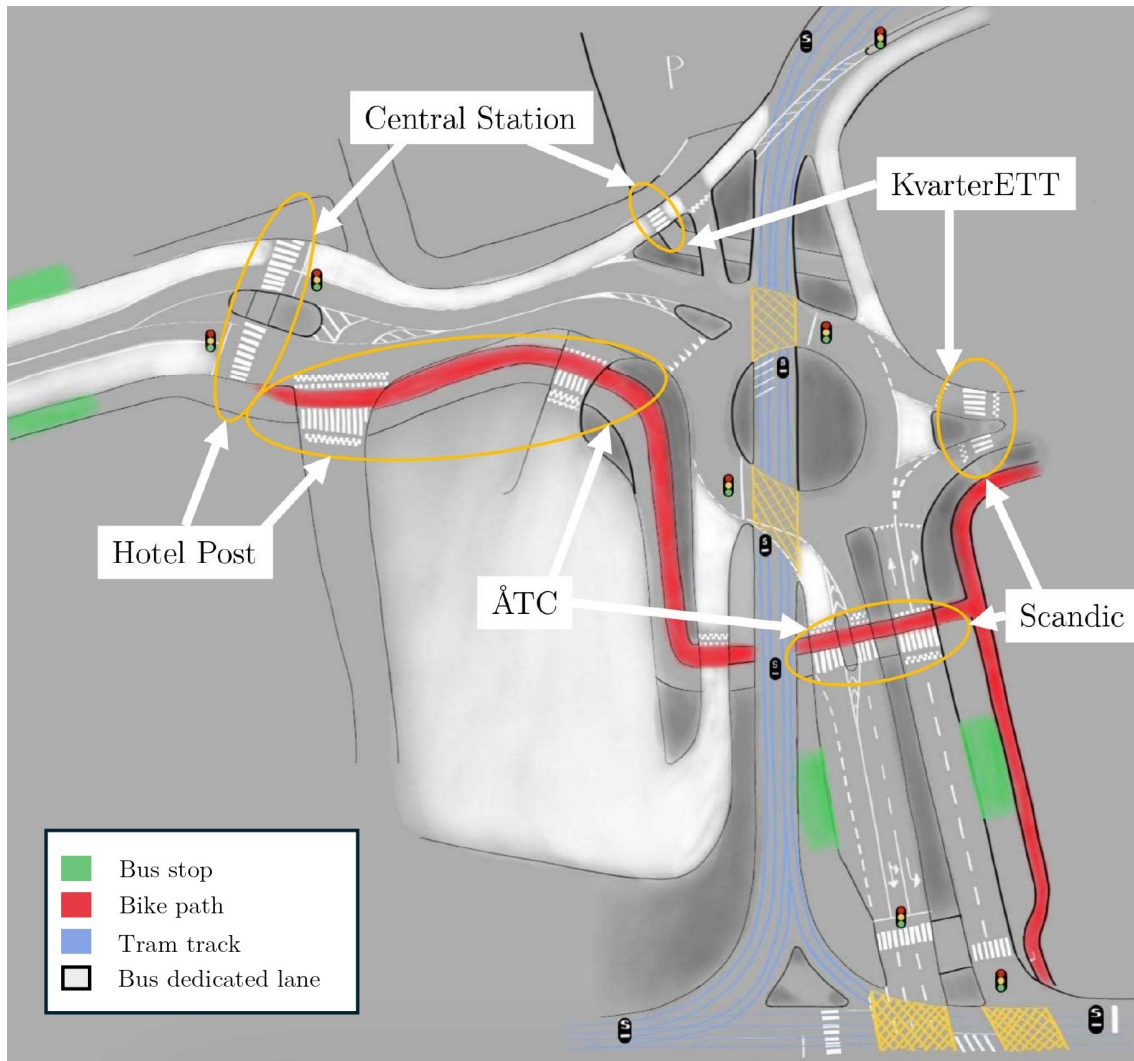 P
Central Station
KvarterETT
Hotel Post
ÅTC
Scandic
S
S
S
S
S
S
Bus stop
Bike path
Tram track
Bus dedicated lane